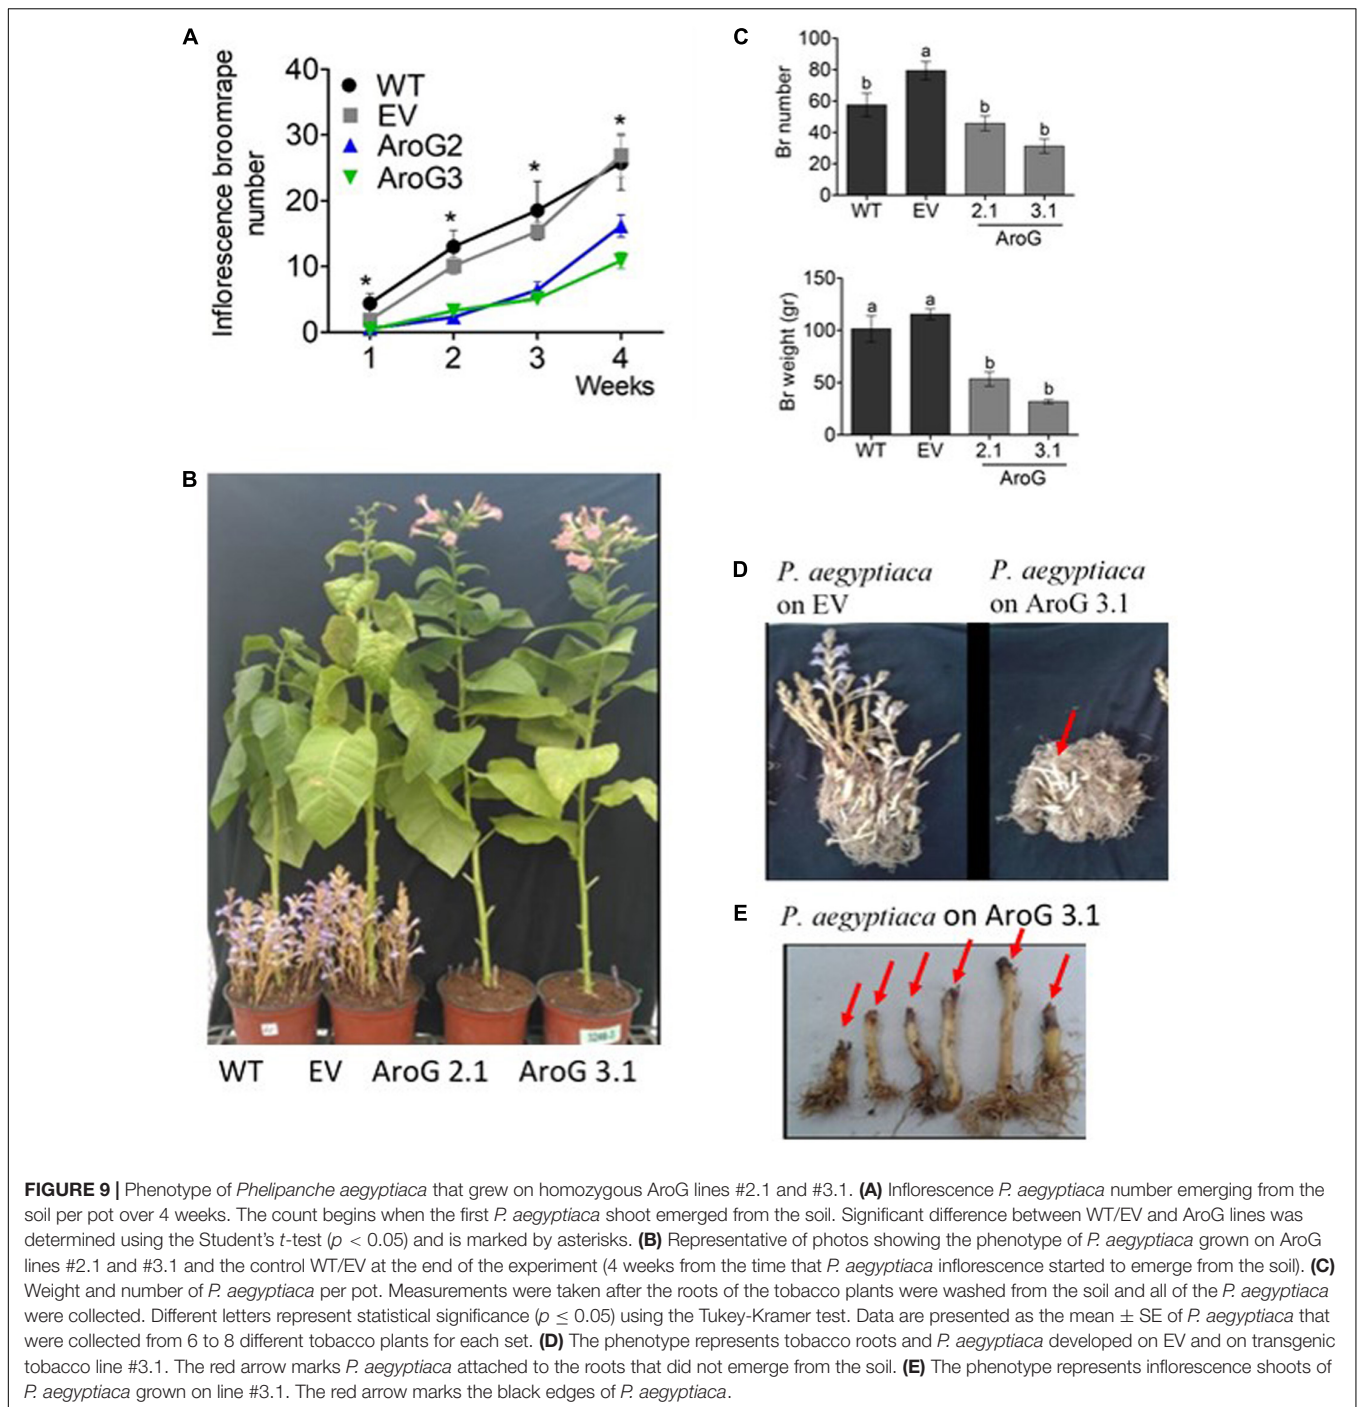 A
Inflorescence broomrape
number
40
30
20
10
0
WT
EV
AroG2
AroG3
*
*
*
*
1 2 3 4
Weeks
C
Br number
100
80
60
40
20
0
b
a
b
b
WT EV 2.1 3.1
AroG
Br weight (gr)
150
100
50
0
a
a
b
b
WT EV 2.1 3.1
AroG
B
WT EV AroG 2.1 AroG 3.1
D
P. aegyptiaca
on EV
P. aegyptiaca
on AroG 3.1
E
P. aegyptiaca on AroG 3.1
FIGURE 9 | Phenotype of Phelipanche aegyptiaca that grew on homozygous AroG lines #2.1 and #3.1. (A) Inflorescence P. aegyptiaca number emerging from the
soil per pot over 4 weeks. The count begins when the first P. aegyptiaca shoot emerged from the soil. Significant difference between WT/EV and AroG lines was
determined using the Student's t-test (p < 0.05) and is marked by asterisks. (B) Representative of photos showing the phenotype of P. aegyptiaca grown on AroG
lines #2.1 and #3.1 and the control WT/EV at the end of the experiment (4 weeks from the time that P. aegyptiaca inflorescence started to emerge from the soil). (C)
Weight and number of P. aegyptiaca per pot. Measurements were taken after the roots of the tobacco plants were washed from the soil and all of the P. aegyptiaca
were collected. Different letters represent statistical significance (p ≤ 0.05) using the Tukey-Kramer test. Data are presented as the mean ± SE of P. aegyptiaca that
were collected from 6 to 8 different tobacco plants for each set. (D) The phenotype represents tobacco roots and P. aegyptiaca developed on EV and on transgenic
tobacco line #3.1. The red arrow marks P. aegyptiaca attached to the roots that did not emerge from the soil. (E) The phenotype represents inflorescence shoots of
P. aegyptiaca grown on line #3.1. The red arrow marks the black edges of P. aegyptiaca.